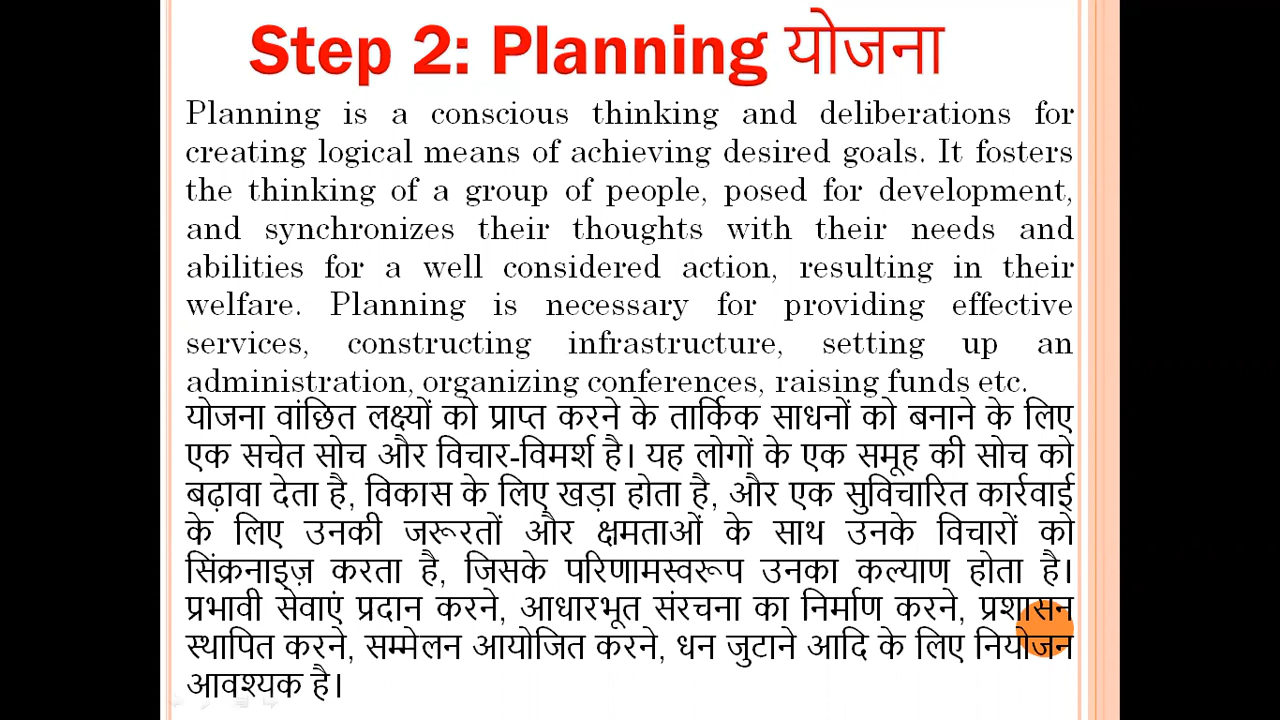 Step 2: Planning योजना
Planning is a conscious thinking and deliberations for
creating logical means of achieving desired goals. It fosters
the thinking of a group of people, posed for development,
and synchronizes their thoughts with their needs and
abilities for a well considered action, resulting in their
welfare. Planning is necessary for providing effective
services, constructing infrastructure, setting up an
administration, organizing conferences, raising funds etc.
योजना वांछित लक्ष्यों को प्राप्त करने के तार्किक साधनों को बनाने के लिए
एक सचेत सोच और विचार-विमर्श है। यह लोगों के एक समूह की सोच को
बढ़ावा देता है, विकास के लिए खड़ा होता है, और एक सुविचारित कार्रवाई
के लिए उनकी जरूरतों और क्षमताओं के साथ उनके विचारों को
सिंक्रनाइज़ करता है, जिसके परिणामस्वरूप उनका कल्याण होता है।
प्रभावी सेवाएं प्रदान करने, आधारभूत संरचना का निर्माण करने, प्रशासन
स्थापित करने, सम्मेलन आयोजित करने, धन जुटाने आदि के लिए नियोजन
आवश्यक है।